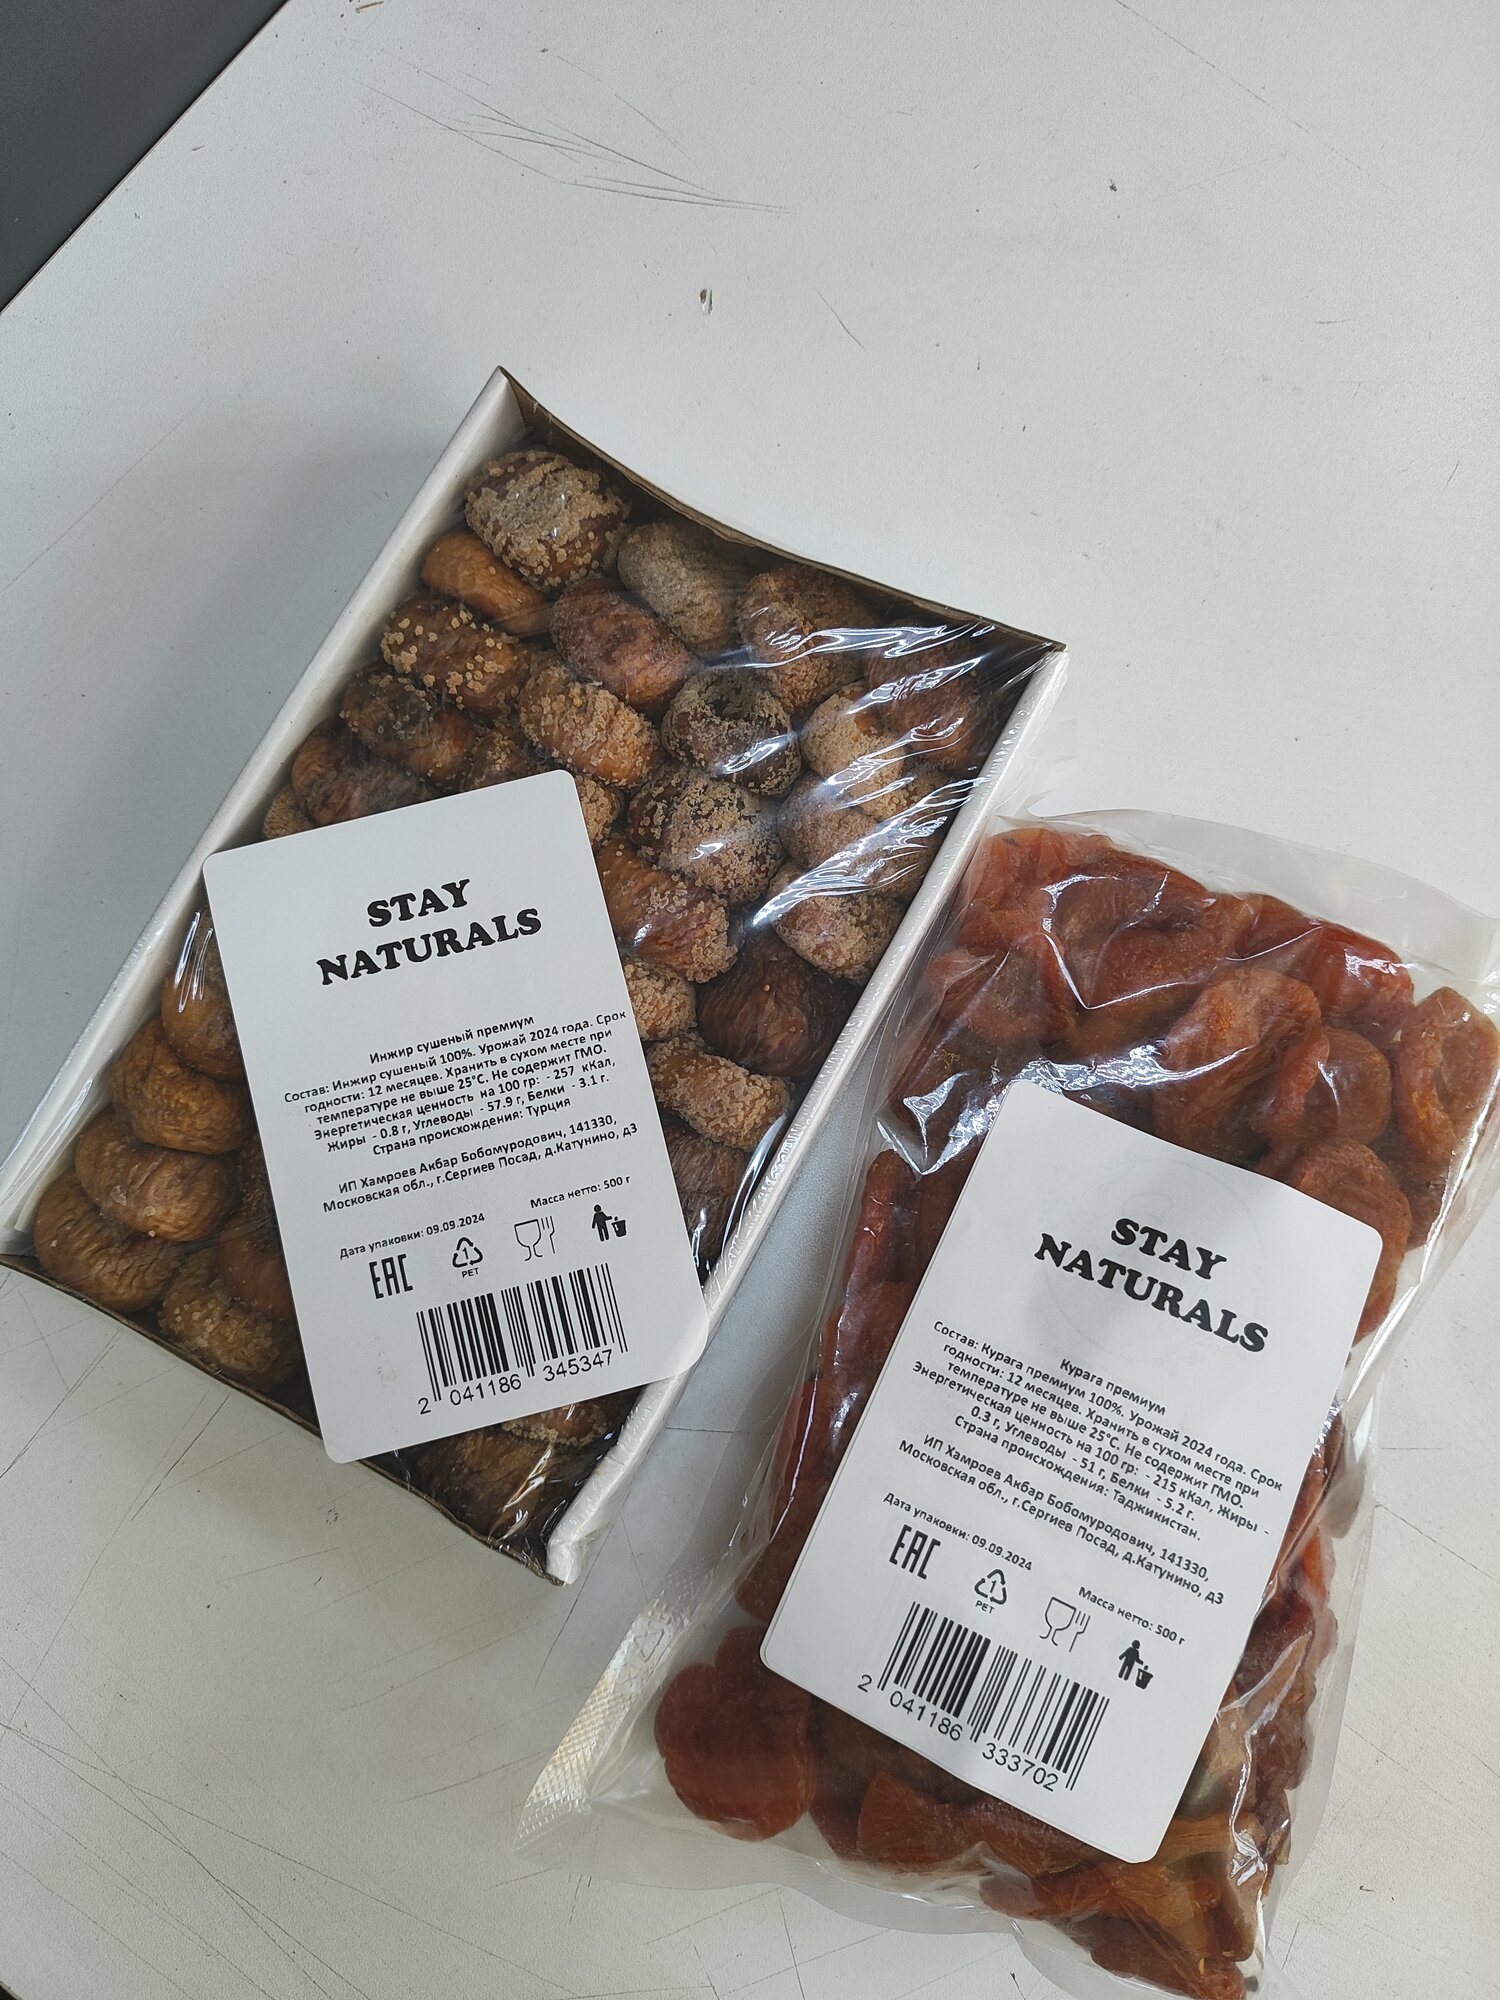 STAY
NATURALS
Инжир сушеный премиум
Состав: Инжир сушеный 100%. Урожай 2024 года. Срок
годности: 12 месяцев. Хранить в сухом месте при
температуре не выше 25°С. Не содержит ГМО.
Энергетическая ценность на 100 гр: - 257 кКал,
Жиры - 0.8 г, Углеводы - 57.9 г, Белки - 3.1 г.
Страна происхождения: Турция
ИП Хамроев Акбар Бобомуродович, 141330,
Московская обл., г.Сергиев Посад, д.Катунино, д3
Масса нетто: 500 г
Дата упаковки: 09.09.2024
EAC
1
PET
2 041186 345347
STAY
NATURALS
Курага премиум
Состав: Курага премиум 100%. Урожай 2024 года. Срок
годности: 12 месяцев. Хранить в сухом месте при
температуре не выше 25°С. Не содержит ГМО.
Энергетическая ценность на 100 гр: - 215 кКал, Жиры -
0.3 г, Углеводы - 51 г, Белки - 5.2 г.
Страна происхождения: Таджикистан.
ИП Хамроев Акбар Бобомуродович, 141330,
Московская обл., г.Сергиев Посад, д.Катунино, д3
Дата упаковки: 09.09.2024
Масса нетто: 500 г
EAC
1
PET
2 041186 333702